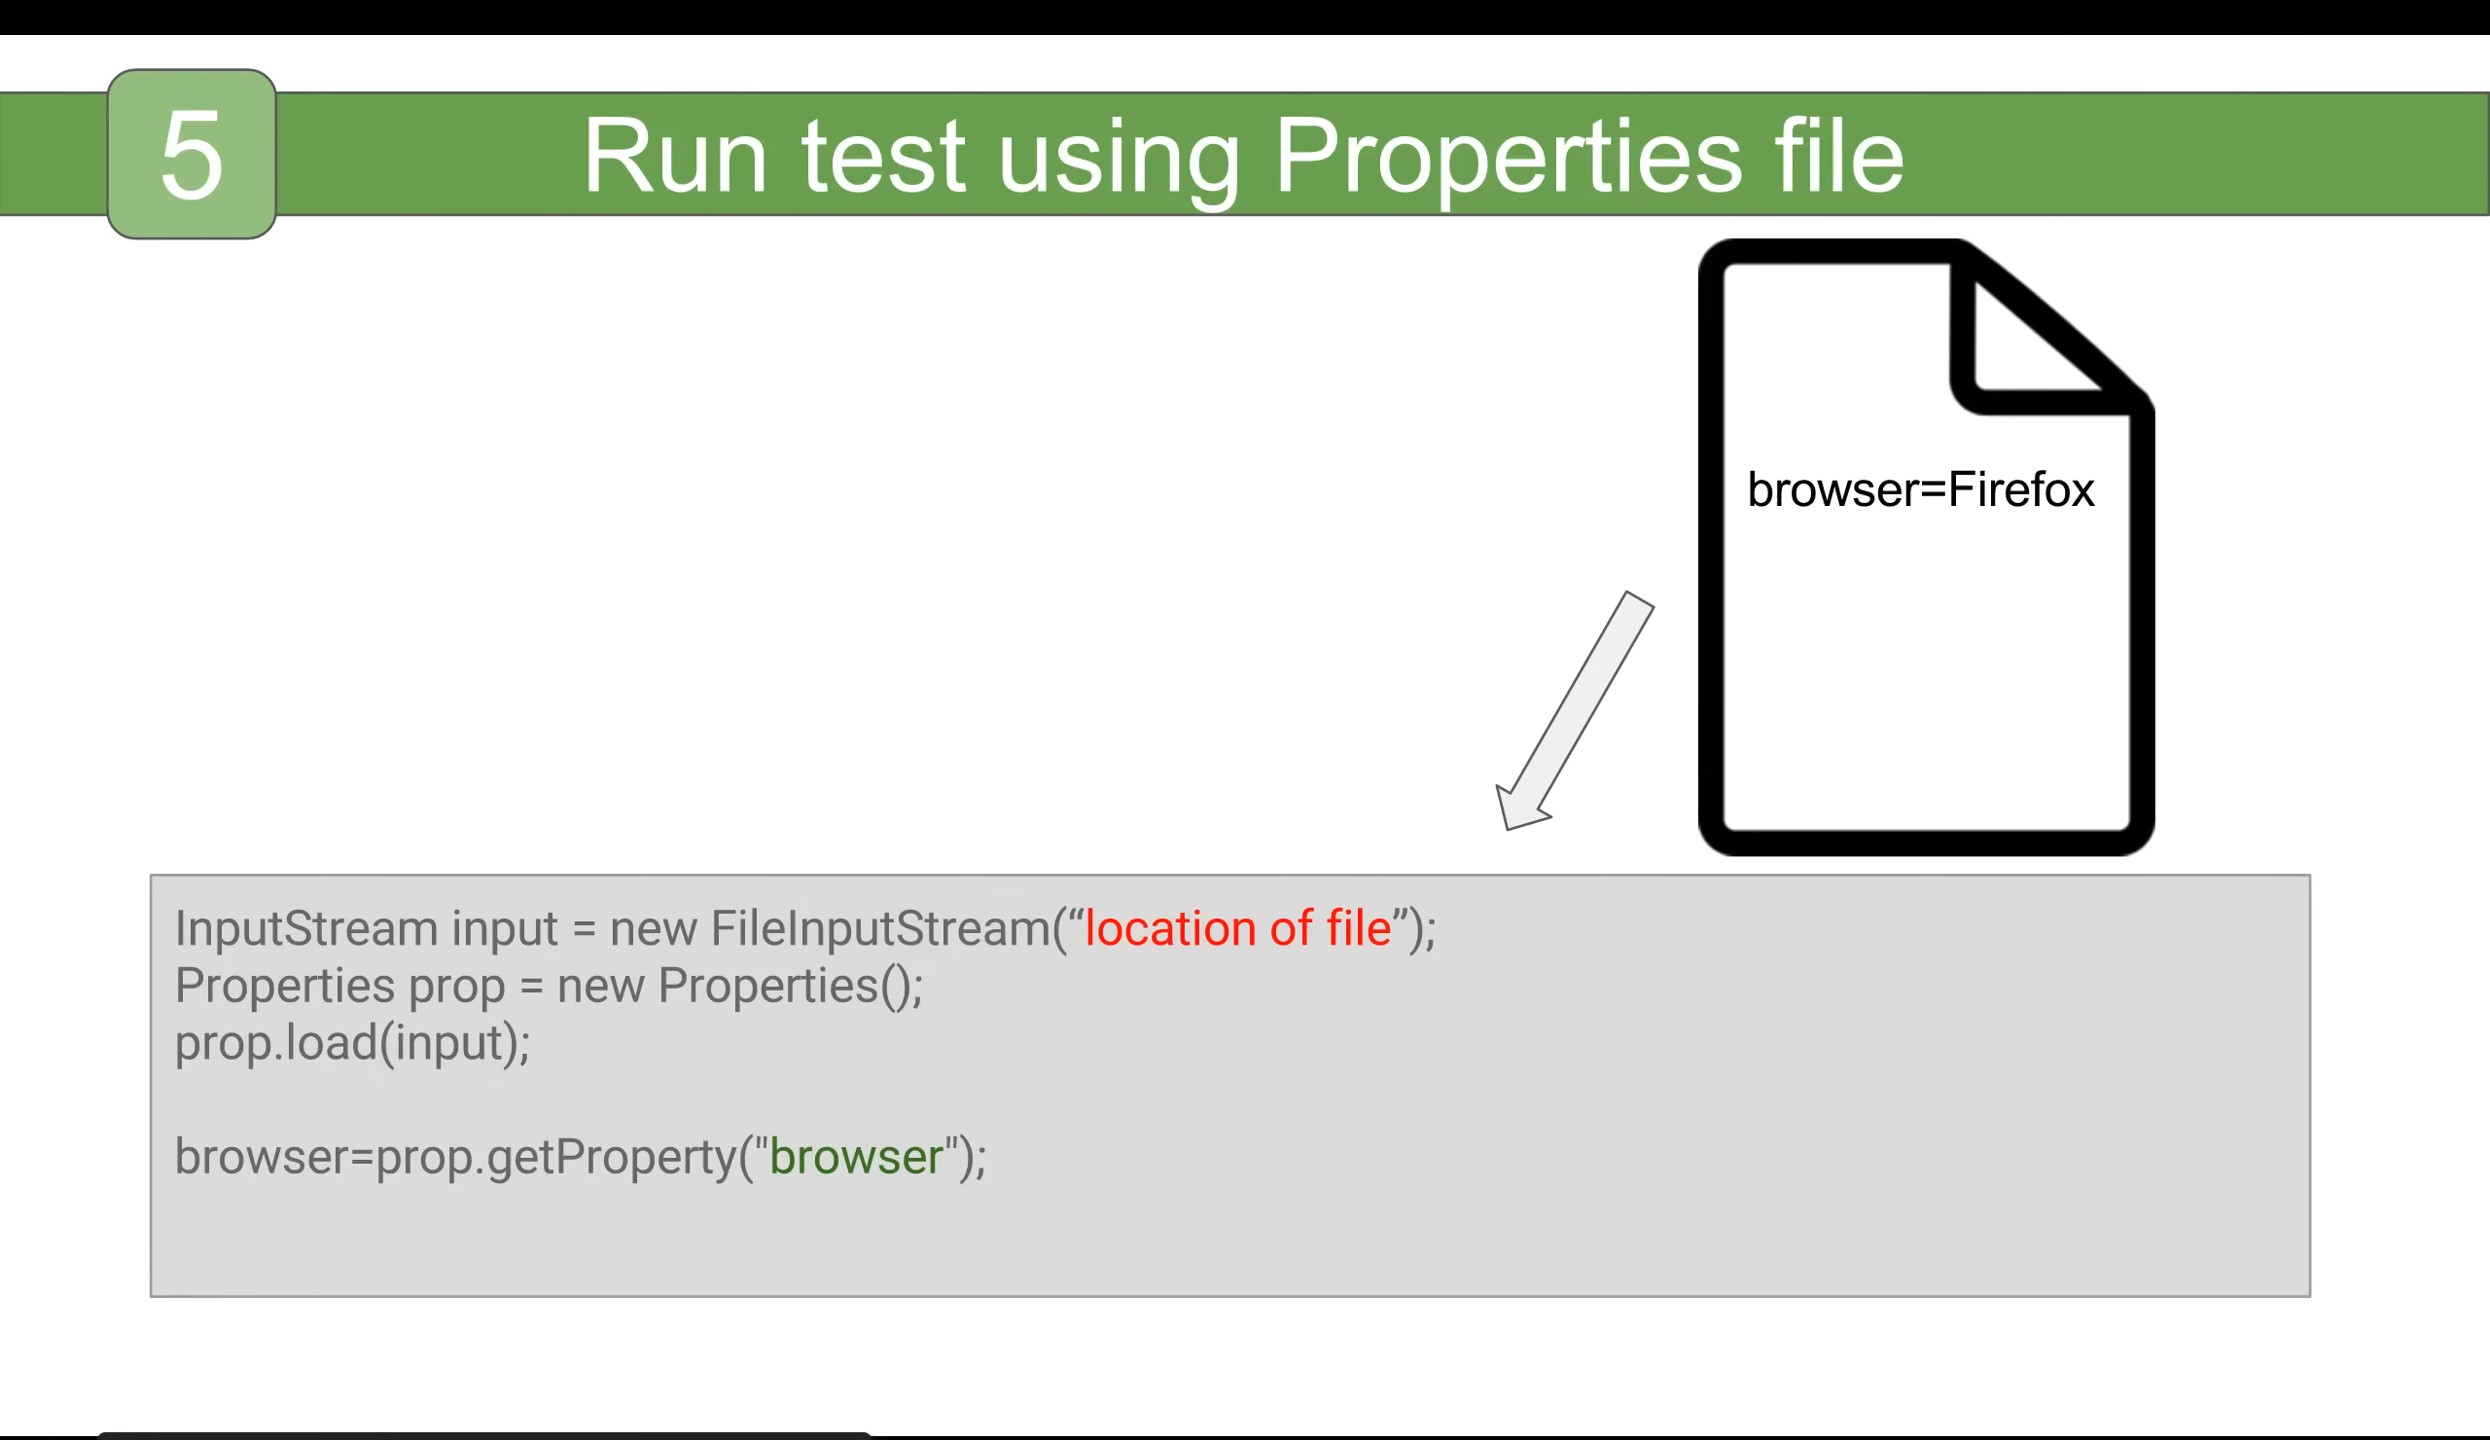 5
Run test using Properties file
browser=Firefox
InputStream input = new FileInputStream(“location of file”);
Properties prop = new Properties();
prop.load(input);
browser=prop.getProperty("browser");